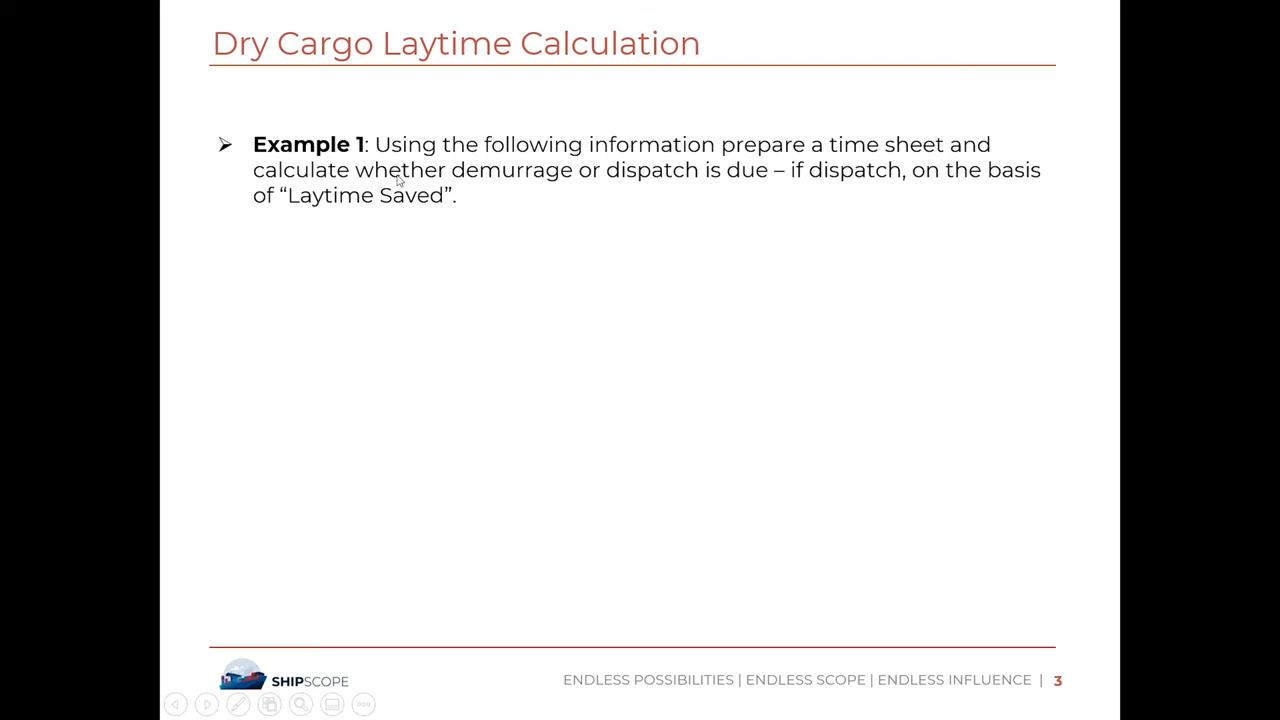 Dry Cargo Laytime Calculation
Example 1: Using the following information prepare a time sheet and
calculate whether demurrage or dispatch is due – if dispatch, on the basis
of “Laytime Saved”.
SHIPSCOPE
ENDLESS POSSIBILITIES | ENDLESS SCOPE | ENDLESS INFLUENCE | 3